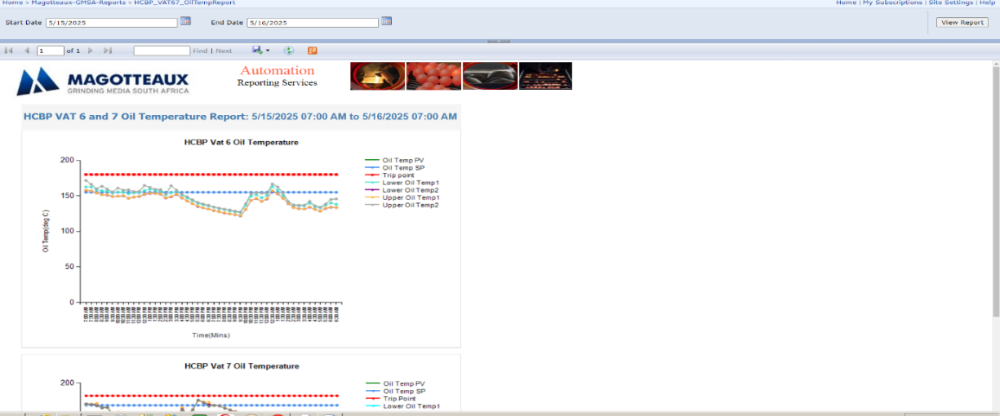 Home > Magotteaux-GMSA-Reports > HCBP_VAT67_OilTempReport
Home | My Subscriptions | Site Settings | Help
Start Date 5/15/2025 End Date 5/16/2025 View Report
1 of 1 Find | Next
MAGOTTEAUX
GRINDING MEDIA SOUTH AFRICA
Automation
Reporting Services
HCBP VAT 6 and 7 Oil Temperature Report: 5/15/2025 07:00 AM to 5/16/2025 07:00 AM
HCBP Vat 6 Oil Temperature
200
150
100
50
0
Oil Temp(deg C)
Time(Mins)
Oil Temp PV
Oil Temp SP
Trip point
Lower Oil Temp1
Lower Oil Temp2
Upper Oil Temp1
Upper Oil Temp2
HCBP Vat 7 Oil Temperature
200
150
Oil Temp PV
Oil Temp SP
Trip Point
Lower Oil Temp1